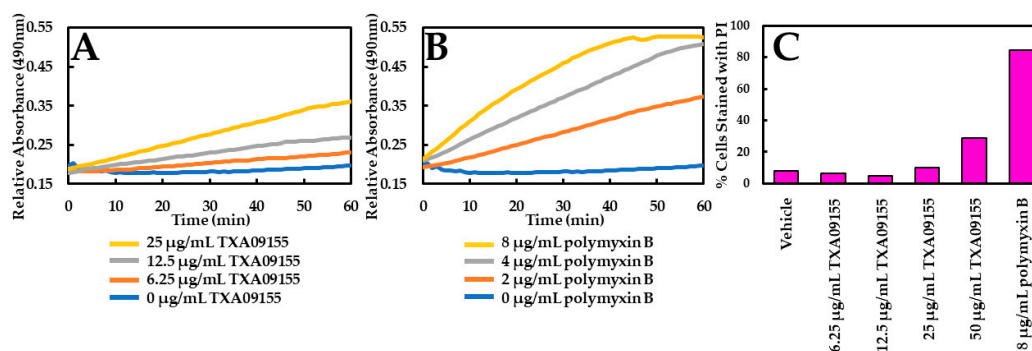 A
Relative Absorbance (490nm)
0.55
0.45
0.35
0.25
0.15
0 10 20 30 40 50 60
Time (min)
25 µg/mL TXA09155
12.5 µg/mL TXA09155
6.25 µg/mL TXA09155
0 µg/mL TXA09155
B
Relative Absorbance (490nm)
0.55
0.45
0.35
0.25
0.15
0 10 20 30 40 50 60
Time (min)
8 µg/mL polymyxin B
4 µg/mL polymyxin B
2 µg/mL polymyxin B
0 µg/mL polymyxin B
C
% Cells Stained with PI
100
80
60
40
20
0
Vehicle
6.25 µg/mL TXA09155
12.5 µg/mL TXA09155
25 µg/mL TXA09155
50 µg/mL TXA09155
8 µg/mL polymyxin B